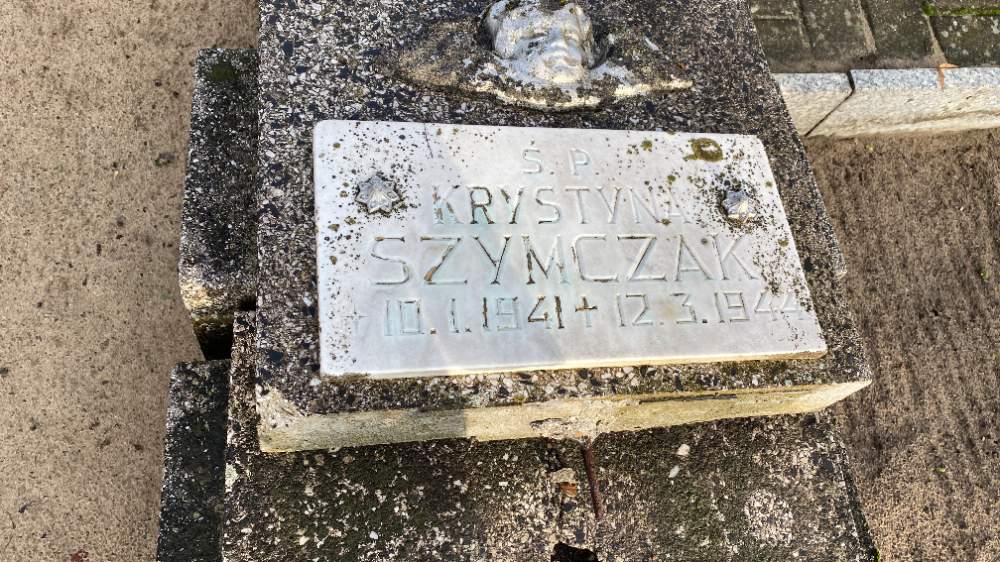 Ś. P.
KRYSTYNA
SZYMCZAK
* 10.1.1941 + 12.3.1944